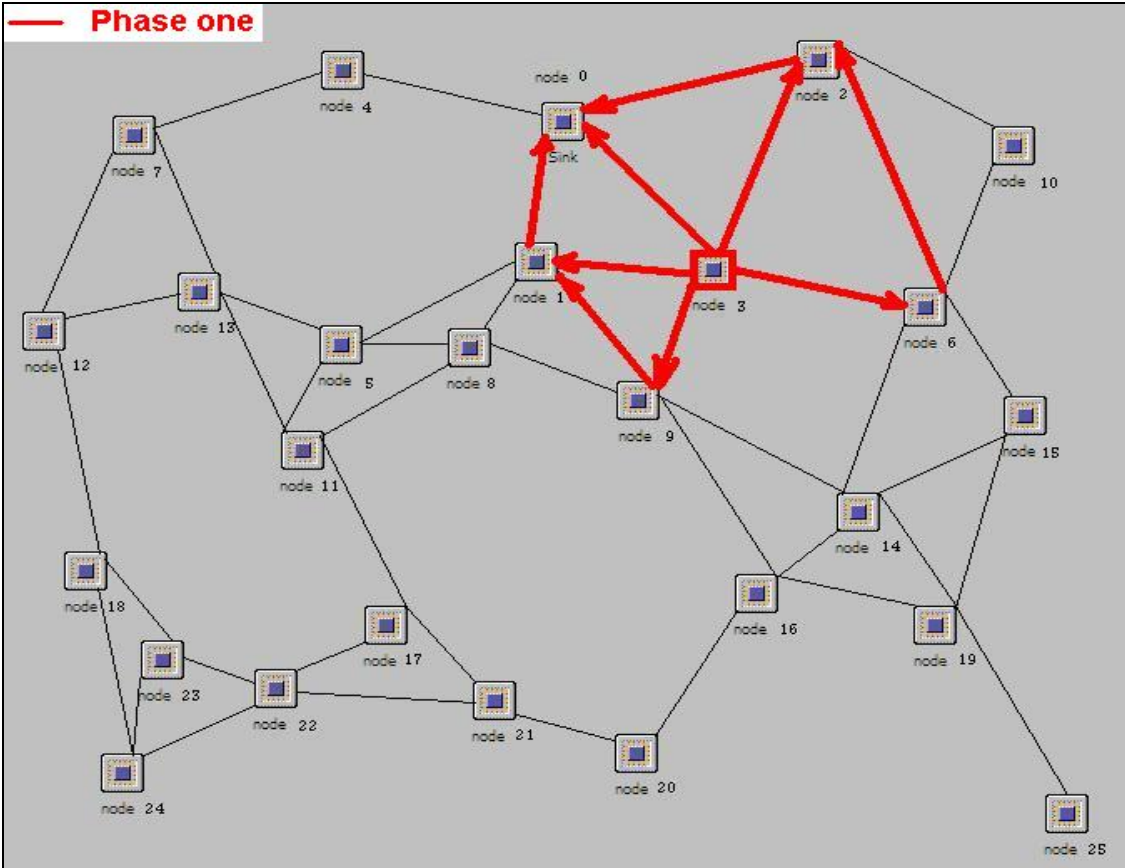 Phase one
node 0
node 2
node 4
Sink
node 7
node 10
node 1
node 3
node 13
node 6
node 12
node 5
node 8
node 9
node 15
node 11
node 14
node 18
node 16
node 17
node 19
node 23
node 22
node 21
node 20
node 24
node 25